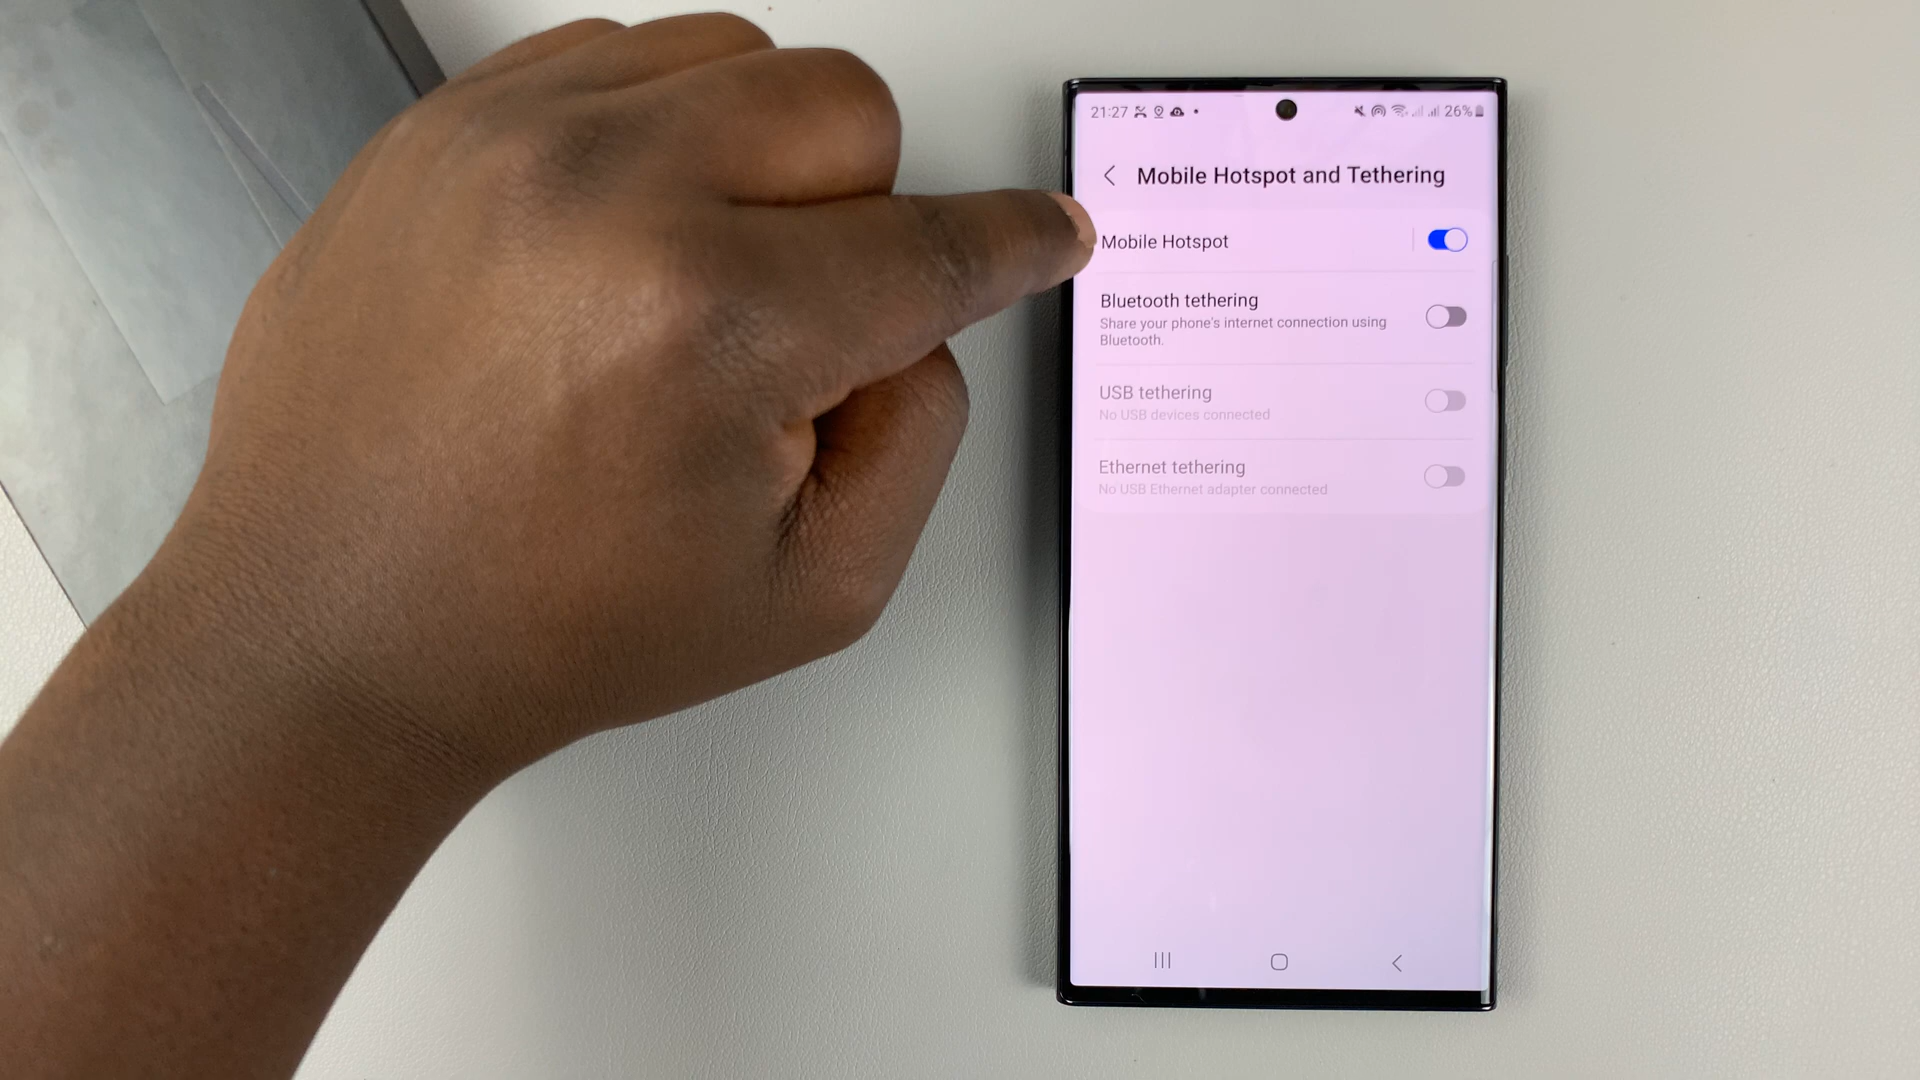 21:27 26%
Mobile Hotspot and Tethering
Mobile Hotspot
Bluetooth tethering
Share your phone's internet connection using
Bluetooth.
USB tethering
No USB devices connected
Ethernet tethering
No USB Ethernet adapter connected